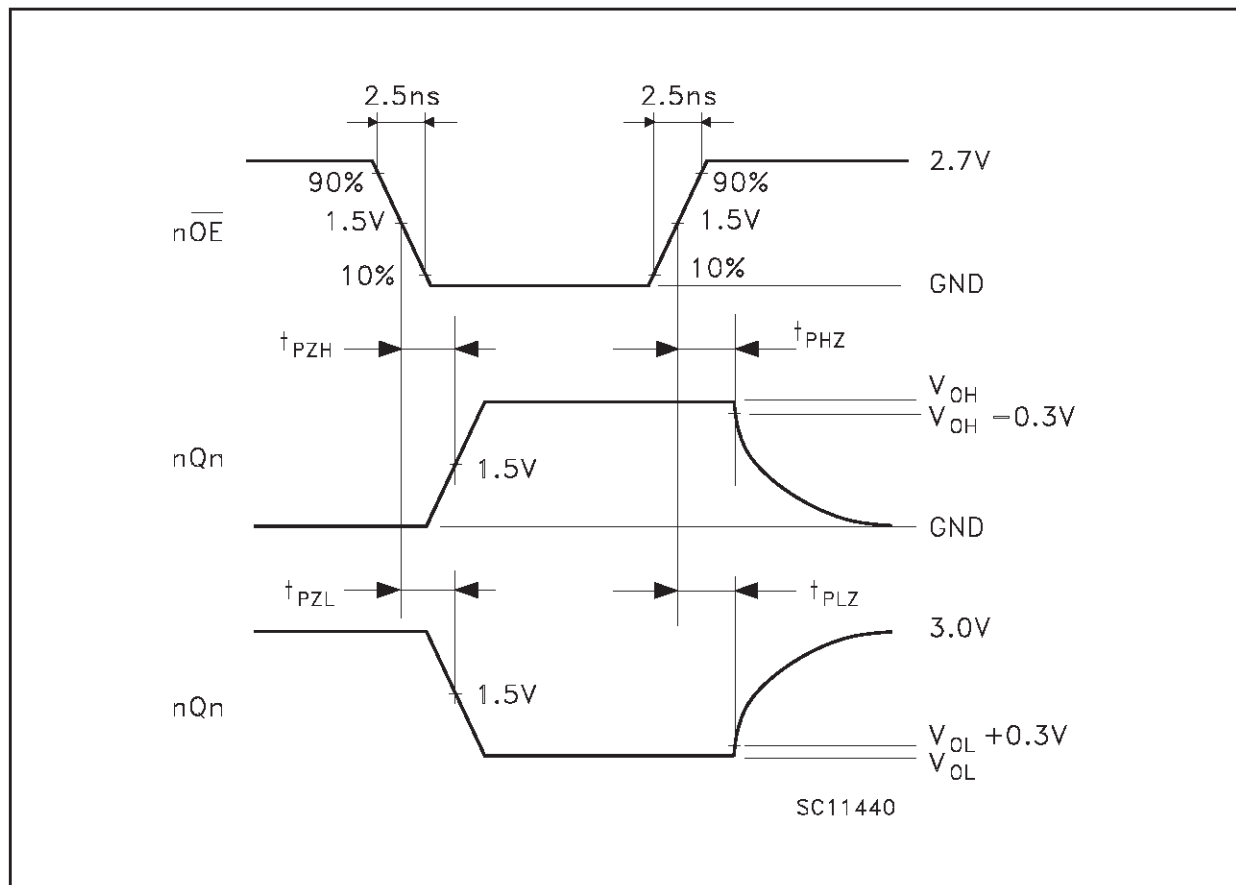 2.5ns 2.5ns
2.7V
90% 90%
nOE 1.5V 1.5V
10% 10%
GND
tPZH tPHZ
VOH
VOH −0.3V
nQn 1.5V
GND
tPZL tPLZ
3.0V
nQn 1.5V
VOL +0.3V
VOL
SC11440